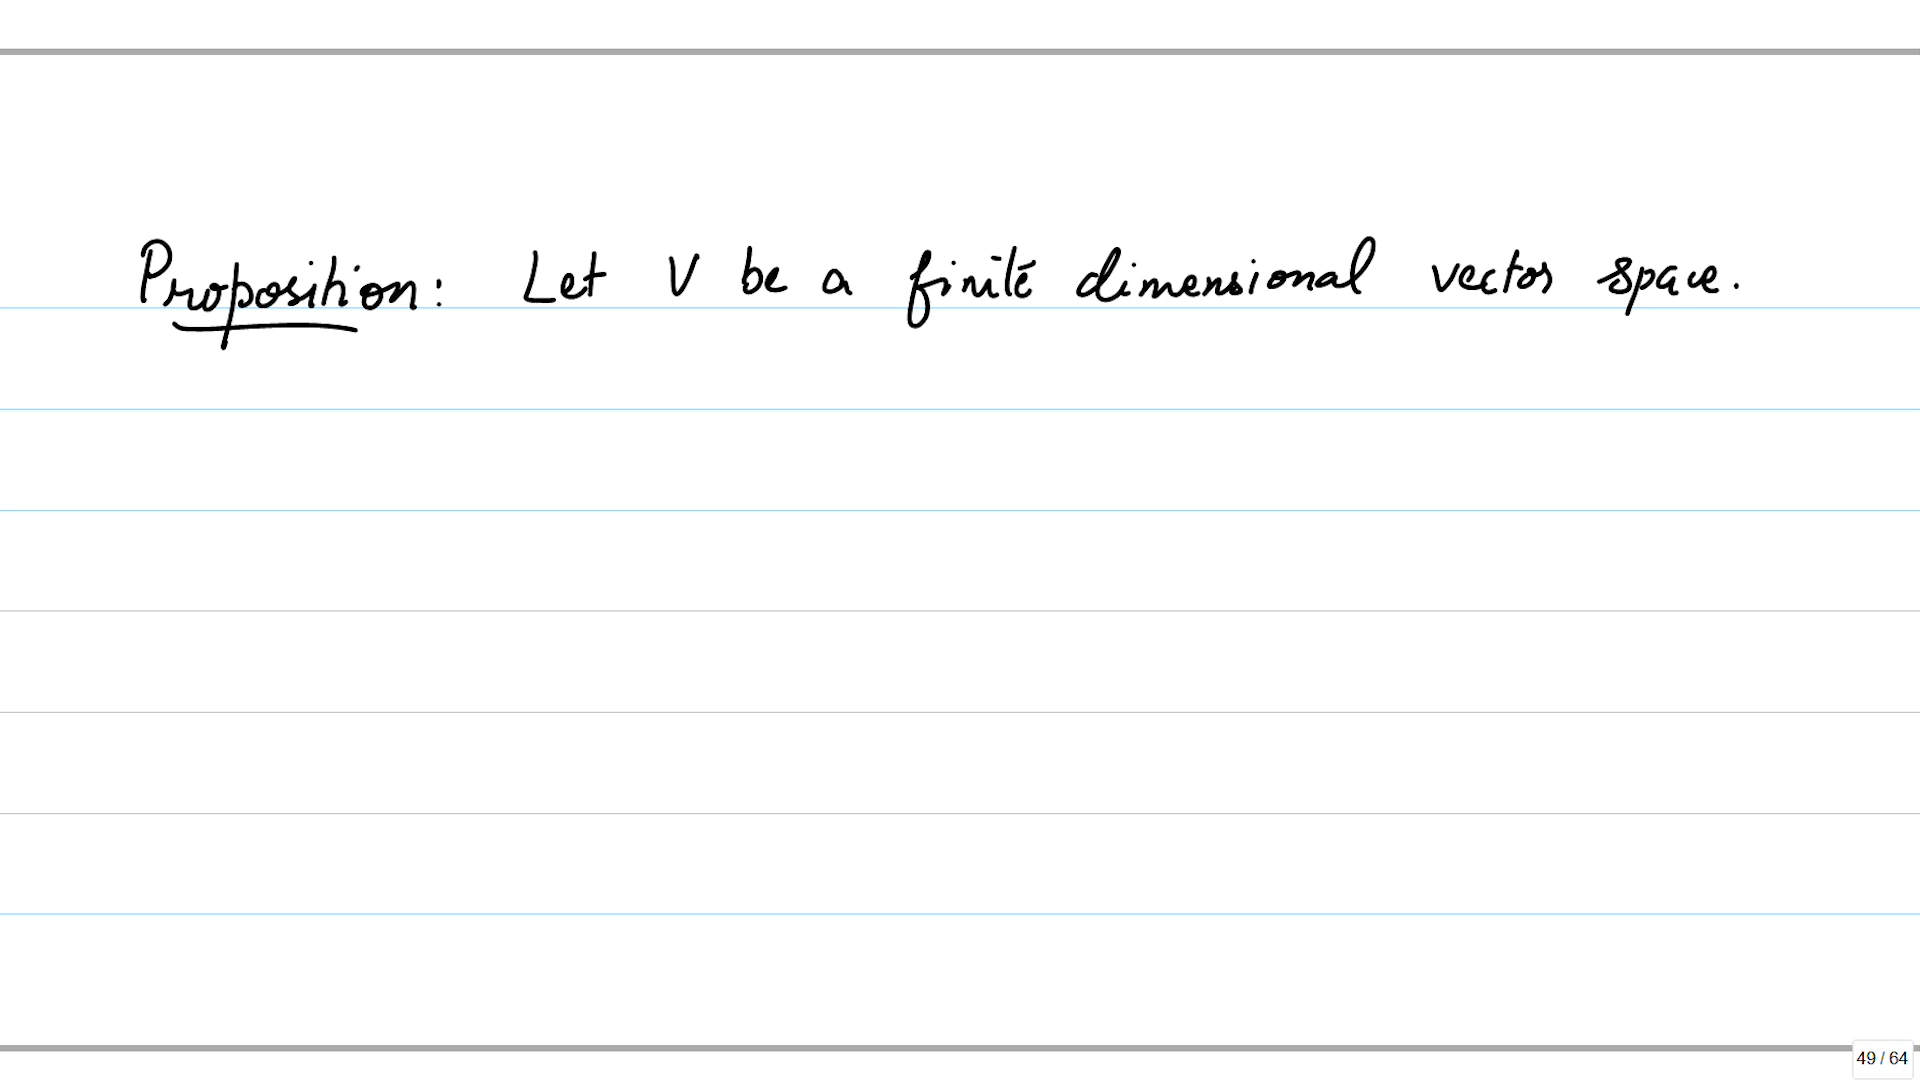 Proposition: Let V be a finite dimensional vector space.
49 / 64